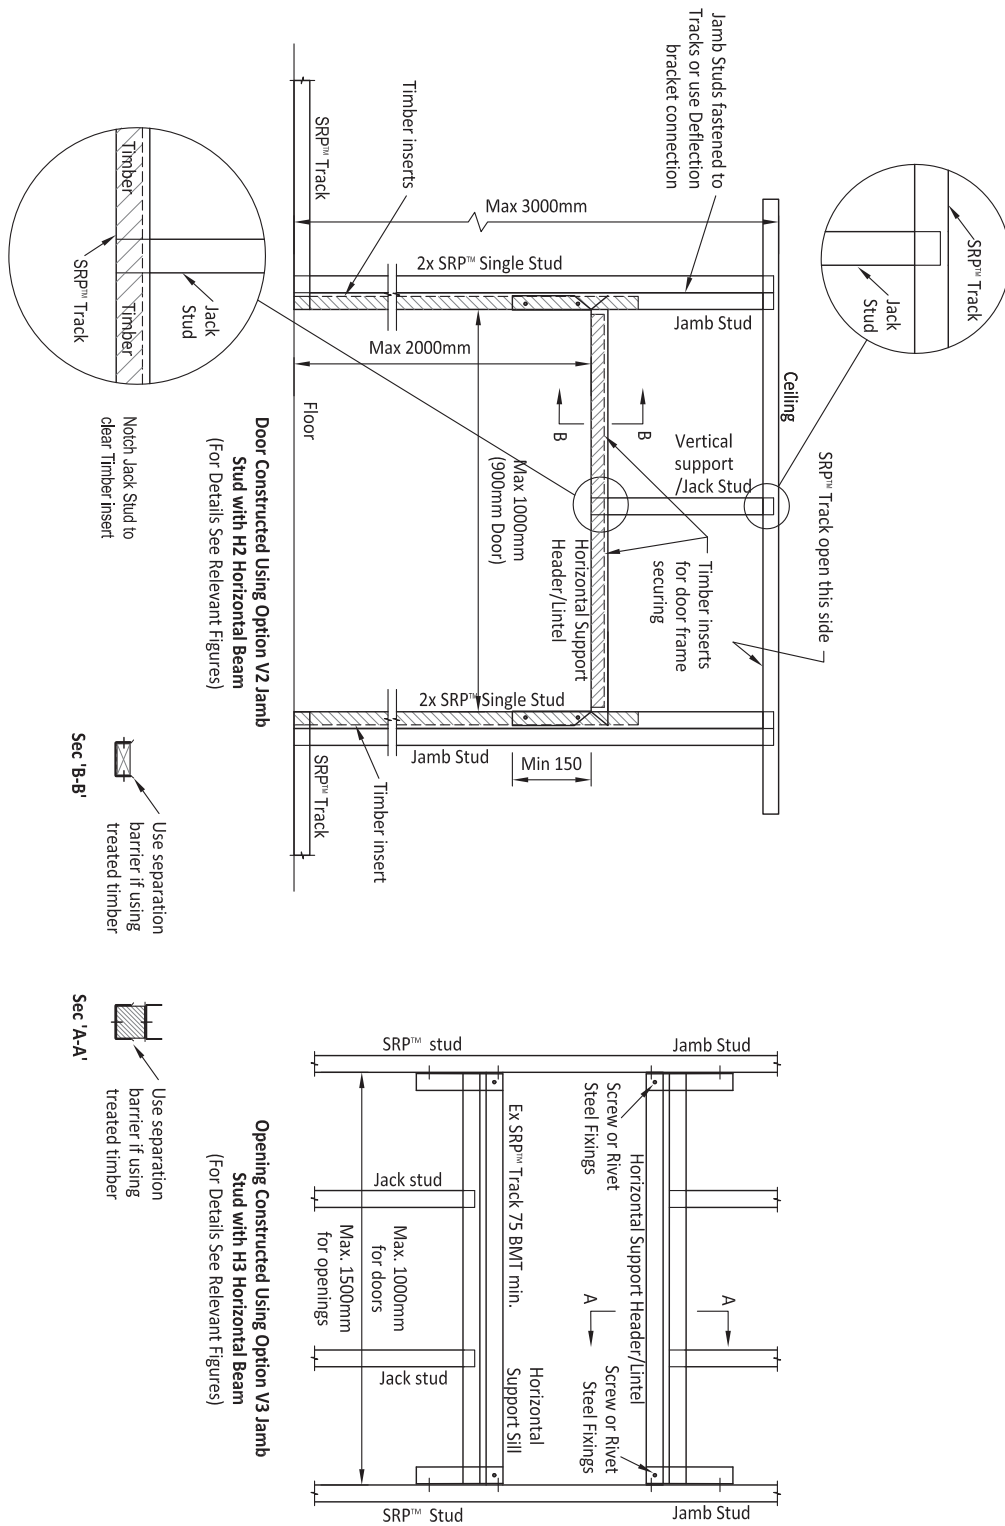 Jamb Studs fastened to
Tracks or use Deflection
bracket connection
Timber inserts
SRP™ Track
Max 3000mm
2x SRP™ Single Stud
Jamb Stud
Max 2000mm
Ceiling
SRP™ Track
Jack
Stud
SRP™ Track open this side
Vertical
support
/Jack Stud
B
B
Timber inserts
for door frame
securing
Max 1000mm
(900mm Door)
Horizontal Support
Header/Lintel
Floor
Timber
Timber
SRP™ Track
Jack
Stud
Notch Jack Stud to
clear Timber insert
2x SRP™ Single Stud
Jamb Stud
Min 150
SRP™ Track
Timber insert
Door Constructed Using Option V2 Jamb
Stud with H2 Horizontal Beam
(For Details See Relevant Figures)
Sec 'B-B'
Use separation
barrier if using
treated timber
Sec 'A-A'
Use separation
barrier if using
treated timber
SRP™ stud
Jamb Stud
Screw or Rivet
Steel Fixings
Horizontal Support Header/Lintel
Ex SRP™ Track 75 BMT min.
Jack stud
Max. 1000mm
for doors
Max. 1500mm
for openings
A
A
Jack stud
Horizontal
Support Sill
Screw or Rivet
Steel Fixings
SRP™ Stud
Jamb Stud
Opening Constructed Using Option V3 Jamb
Stud with H3 Horizontal Beam
(For Details See Relevant Figures)